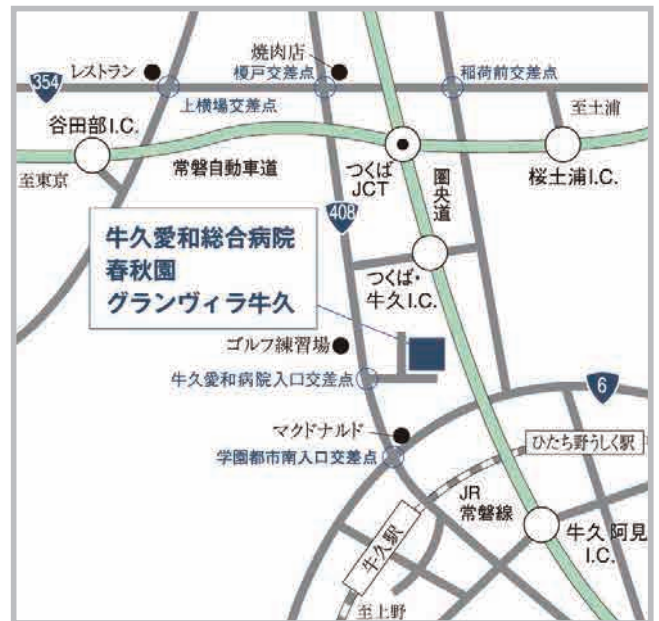 焼肉店
レストラン
榎戸交差点
稲荷前交差点
354
上横場交差点
至土浦
谷田部I.C.
常磐自動車道
つくば
JCT
桜土浦I.C.
至東京
圏央道
408
牛久愛和総合病院
春秋園
グランヴィラ牛久
つくば・
牛久I.C.
ゴルフ練習場
牛久愛和病院入口交差点
6
マクドナルド
ひたち野うしく駅
学園都市南入口交差点
JR
常磐線
牛久駅
牛久阿見
I.C.
至上野